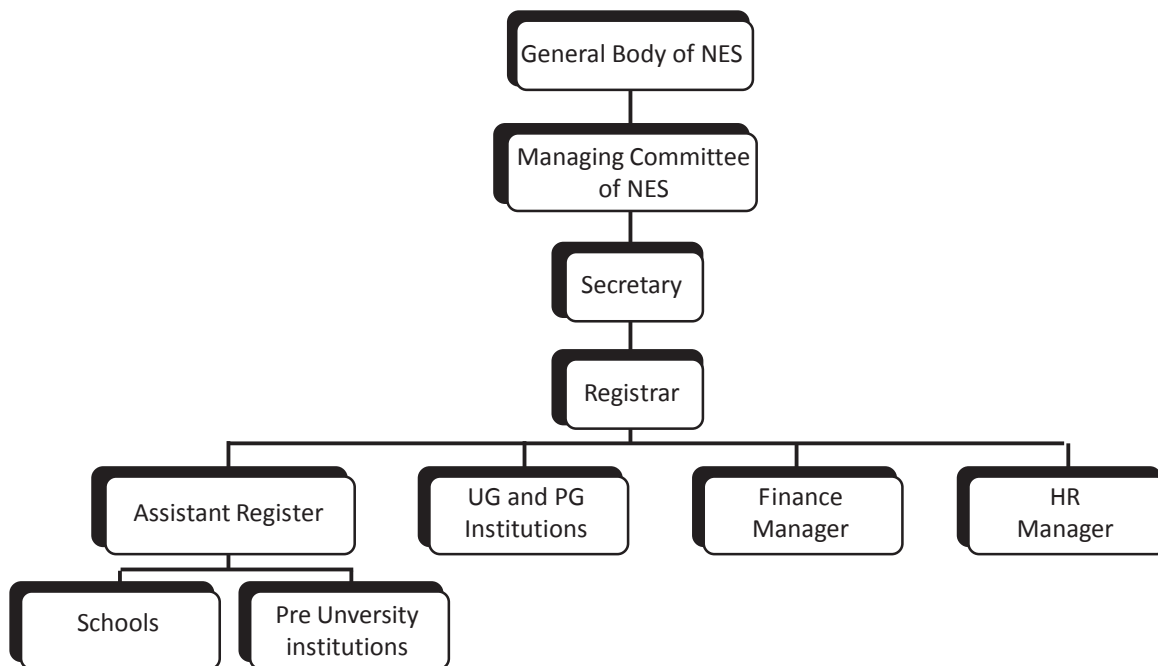 General Body of NES
Managing Committee
of NES
Secretary
Registrar
Assistant Register
UG and PG
Institutions
Finance
Manager
HR
Manager
Schools
Pre Unversity
institutions